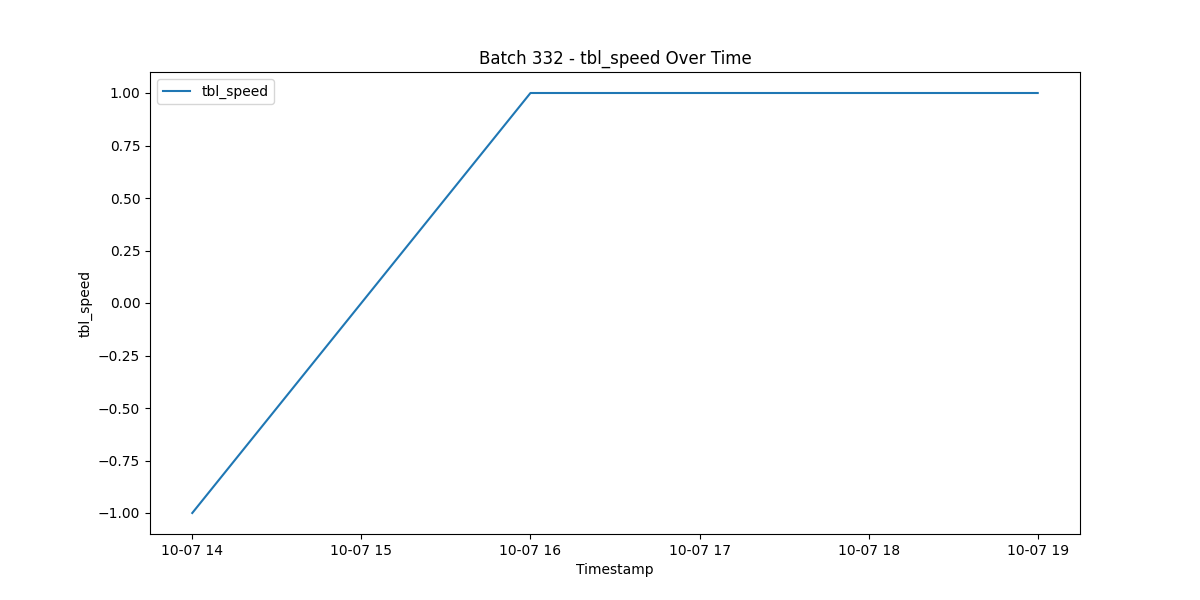 Batch 332 - tbl_speed Over Time
tbl_speed
1.00
0.75
0.50
0.25
0.00
−0.25
−0.50
−0.75
−1.00
tbl_speed
10-07 14 10-07 15 10-07 16 10-07 17 10-07 18 10-07 19
Timestamp